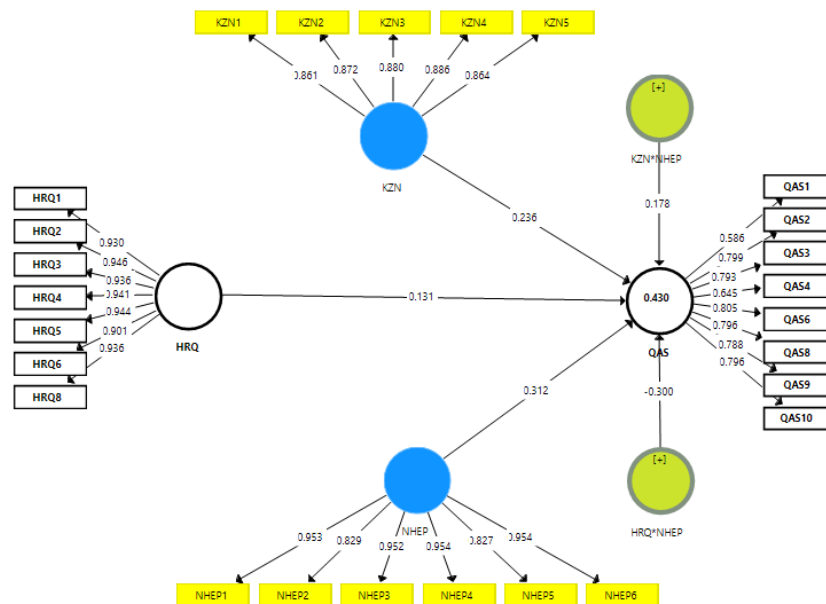 KZN1 KZN2 KZN3 KZN4 KZN5
0.861 0.872 0.880 0.886 0.864
KZN
[+]
KZN*NHEP
0.178
0.236
HRQ1
HRQ2
HRQ3
HRQ4
HRQ5
HRQ6
HRQ8
0.930
0.946
0.936
0.941
0.944
0.901
0.936
HRQ
0.131
0.430
QAS
0.586
0.799
0.793
0.645
0.805
0.796
0.788
0.796
QAS1
QAS2
QAS3
QAS4
QAS6
QAS8
QAS9
QAS10
0.312
-0.300
[+]
HRQ*NHEP
NHEP
0.953 0.829 0.952 0.954 0.827 0.954
NHEP1 NHEP2 NHEP3 NHEP4 NHEP5 NHEP6